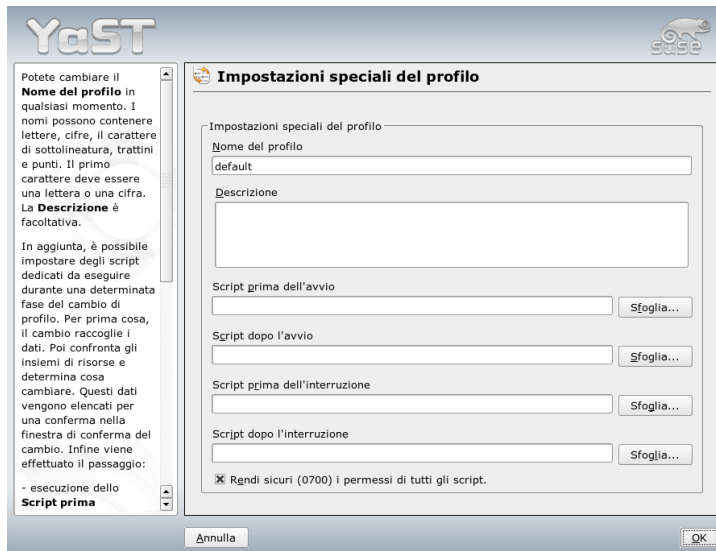 YaST
suse
Potete cambiare il
Nome del profilo in
qualsiasi momento. I
nomi possono contenere
lettere, cifre, il carattere
di sottolineatura, trattini
e punti. Il primo
carattere deve essere
una lettera o una cifra.
La Descrizione è
facoltativa.
In aggiunta, è possibile
impostare degli script
dedicati da eseguire
durante una determinata
fase del cambio di
profilo. Per prima cosa,
il cambio raccoglie i
dati. Poi confronta gli
insiemi di risorse e
determina cosa
cambiare. Questi dati
vengono elencati per
una conferma nella
finestra di conferma del
cambio. Infine viene
effettuato il passaggio:
- esecuzione dello
Script prima
Impostazioni speciali del profilo
Impostazioni speciali del profilo
Nome del profilo
default
Descrizione
Script prima dell'avvio
Sfoglia...
Script dopo l'avvio
Sfoglia...
Script prima dell'interruzione
Sfoglia...
Script dopo l'interruzione
Sfoglia...
Rendi sicuri (0700) i permessi di tutti gli script.
Annulla
OK